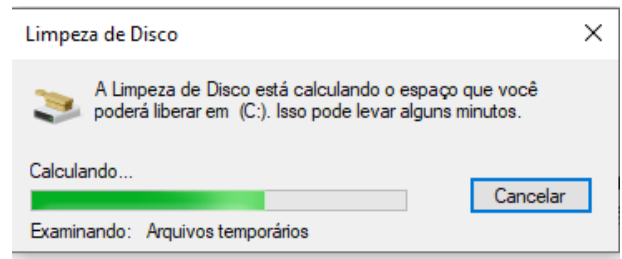 Limpeza de Disco
A Limpeza de Disco está calculando o espaço que você
poderá liberar em (C:). Isso pode levar alguns minutos.
Calculando...
Cancelar
Examinando: Arquivos temporários